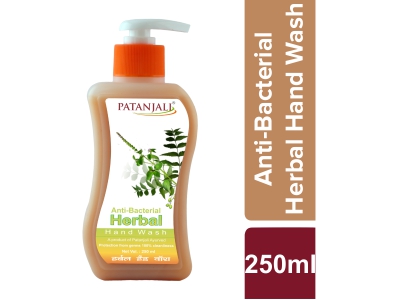 PATANJALI
Anti-Bacterial
Herbal
Hand Wash
हर्बल हैंड वॉश
Anti-Bacterial
Herbal Hand Wash
250ml